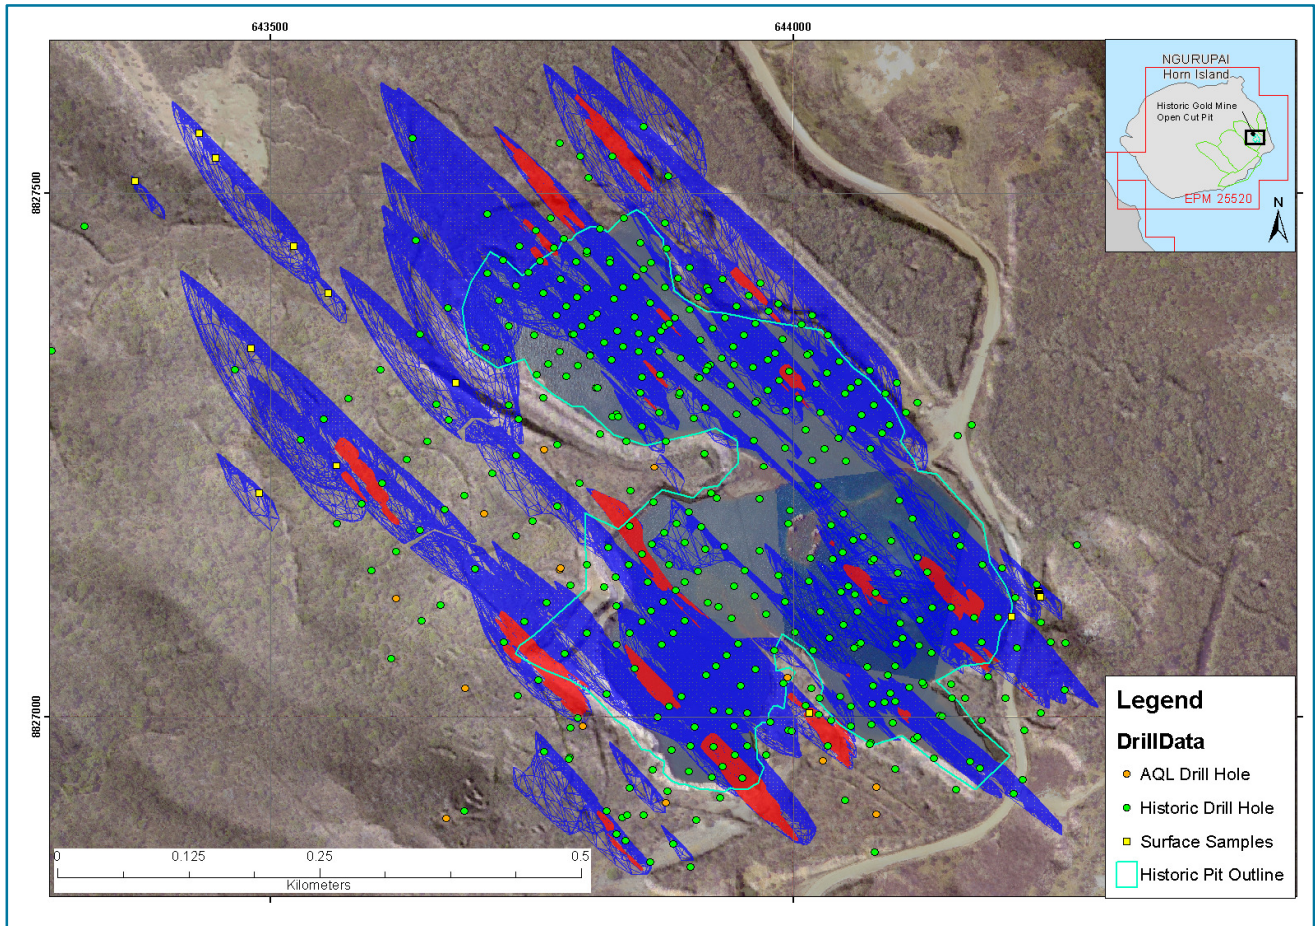 643500
644000
8827500
8827000
NGURUPAI
Horn Island
Historic Gold Mine
Open Cut Pit
EPM 25520
N
Legend
DrillData
AQL Drill Hole
Historic Drill Hole
Surface Samples
Historic Pit Outline
0 0.125 0.25 0.5
Kilometers